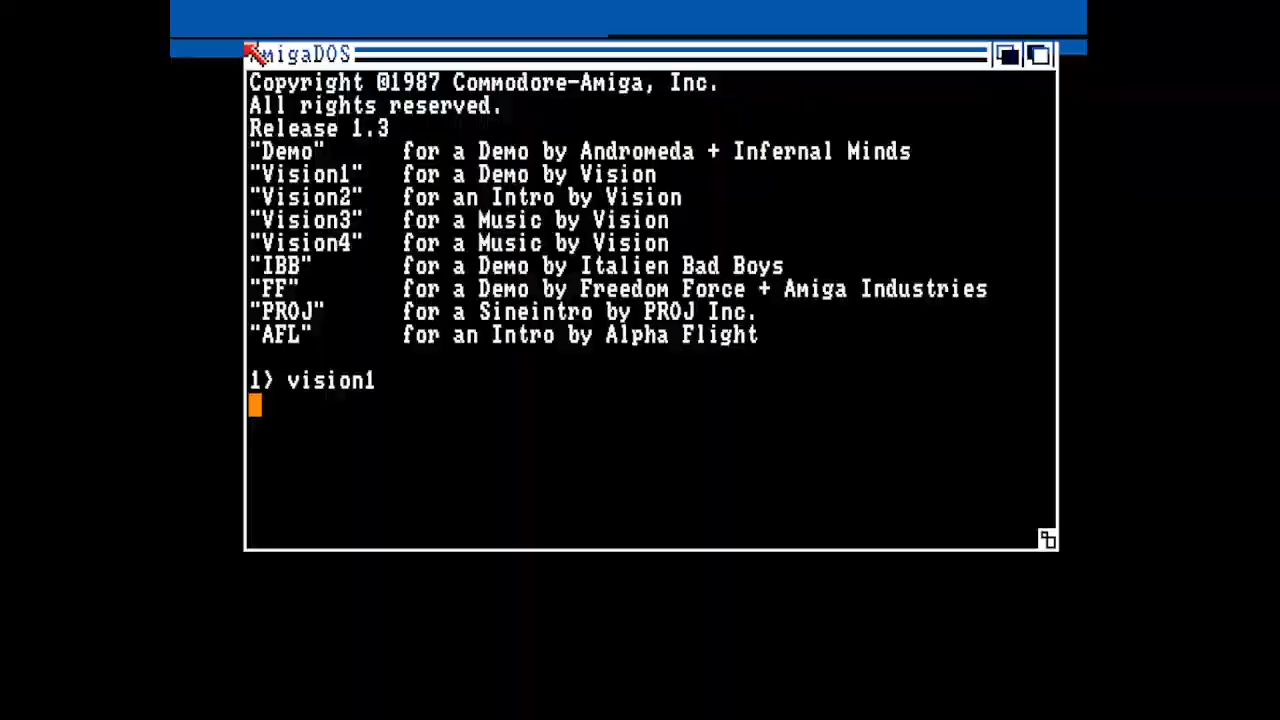 AmigaDOS
Copyright @1987 Commodore-Amiga, Inc.
All rights reserved.
Release 1.3
"Demo" for a Demo by Andromeda + Infernal Minds
"Vision1" for a Demo by Vision
"Vision2" for an Intro by Vision
"Vision3" for a Music by Vision
"Vision4" for a Music by Vision
"IBB" for a Demo by Italien Bad Boys
"FF" for a Demo by Freedom Force + Amiga Industries
"PROJ" for a Sineintro by PROJ Inc.
"AFL" for an Intro by Alpha Flight
1> vision1